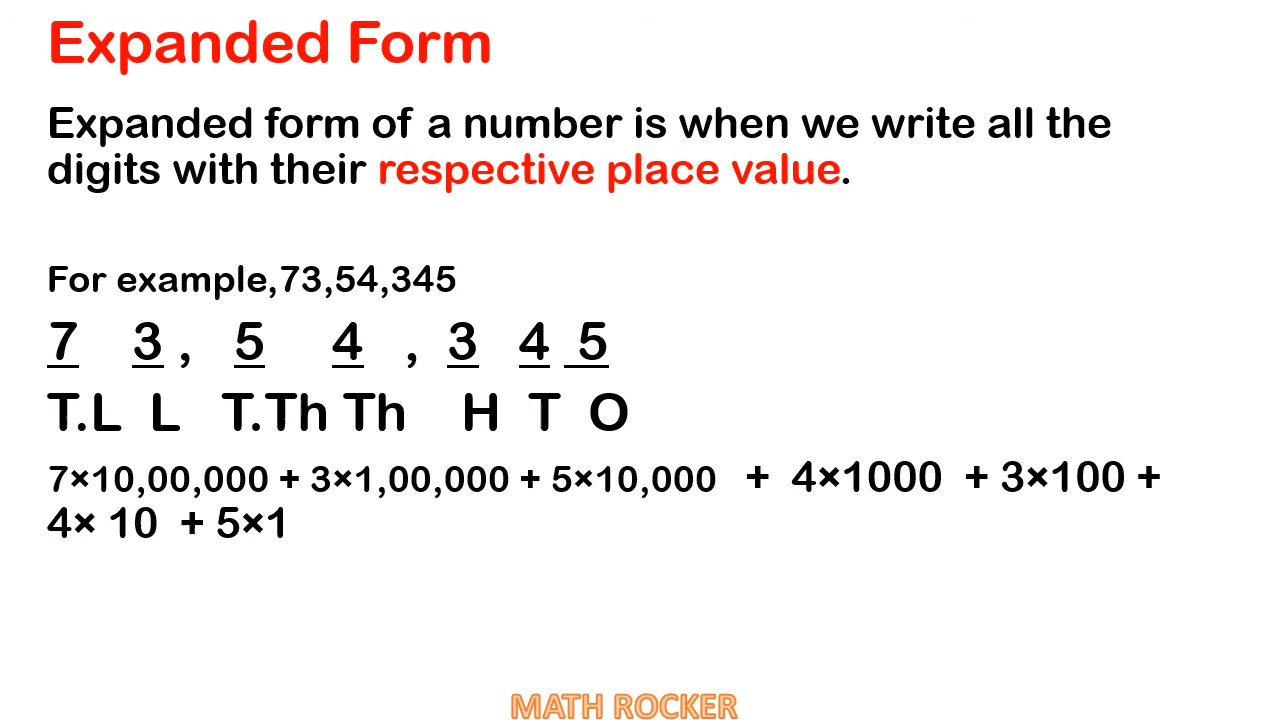 Expanded Form
Expanded form of a number is when we write all the
digits with their respective place value.
For example,73,54,345
7 3 , 5 4 , 3 4 5
T.L L T.Th Th H T O
7×10,00,000 + 3×1,00,000 + 5×10,000 + 4×1000 + 3×100 +
4× 10 + 5×1
MATH ROCKER